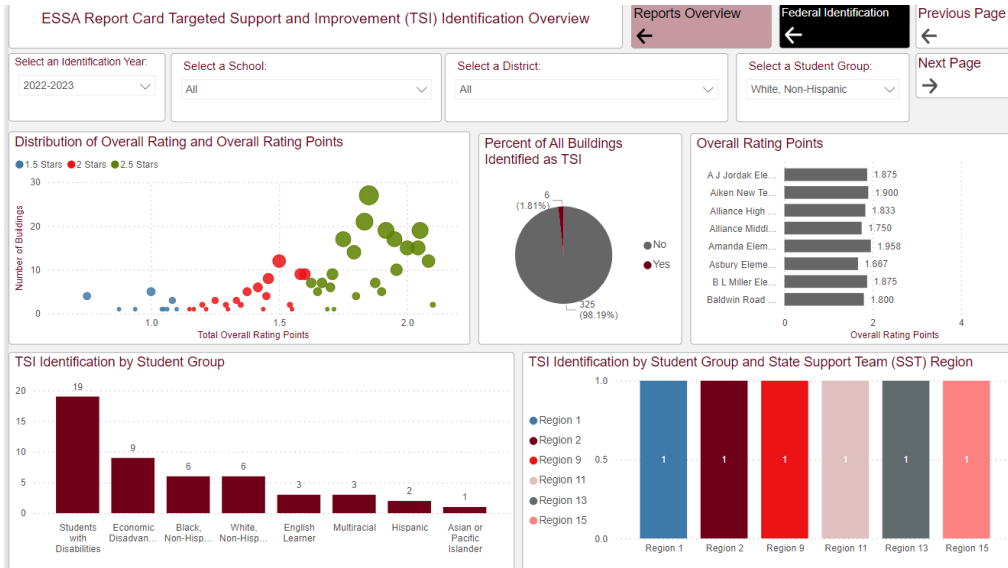 ESSA Report Card Targeted Support and Improvement (TSI) Identification Overview
Reports Overview
Federal Identification
Previous Page
Select an Identification Year:
2022-2023
Select a School:
All
Select a District:
All
Select a Student Group:
White, Non-Hispanic
Next Page
Distribution of Overall Rating and Overall Rating Points
1.5 Stars 2 Stars 2.5 Stars
Number of Buildings
30
20
10
0
1.0 1.5 2.0
Total Overall Rating Points
Percent of All Buildings
Identified as TSI
6
(1.81%)
No
Yes
325
(98.19%)
Overall Rating Points
A J Jordak Ele... 1.875
Aiken New Te... 1.900
Alliance High ... 1.833
Alliance Middl... 1.750
Amanda Elem... 1.958
Asbury Eleme... 1.667
B L Miller Ele... 1.875
Baldwin Road ... 1.800
0 2 4
Overall Rating Points
TSI Identification by Student Group
20
15
10
5
0
19
9
6
6
3
3
2
1
Students
with
Disabilities
Economic
Disadvan...
Black,
Non-Hisp...
White,
Non-Hisp...
English
Learner
Multiracial
Hispanic
Asian or
Pacific
Islander
TSI Identification by Student Group and State Support Team (SST) Region
Region 1
Region 2
Region 9
Region 11
Region 13
Region 15
1.0
0.5
0.0
1 1 1 1 1 1
Region 1 Region 2 Region 9 Region 11 Region 13 Region 15